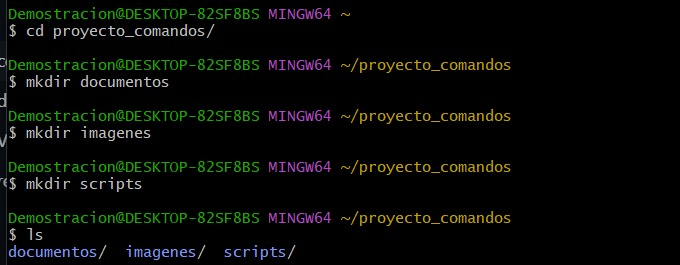 Demostracion@DESKTOP-82SF8BS MINGW64 ~
$ cd proyecto_comandos/
Demostracion@DESKTOP-82SF8BS MINGW64 ~/proyecto_comandos
$ mkdir documentos
Demostracion@DESKTOP-82SF8BS MINGW64 ~/proyecto_comandos
$ mkdir imagenes
Demostracion@DESKTOP-82SF8BS MINGW64 ~/proyecto_comandos
$ mkdir scripts
Demostracion@DESKTOP-82SF8BS MINGW64 ~/proyecto_comandos
$ ls
documentos/  imagenes/  scripts/